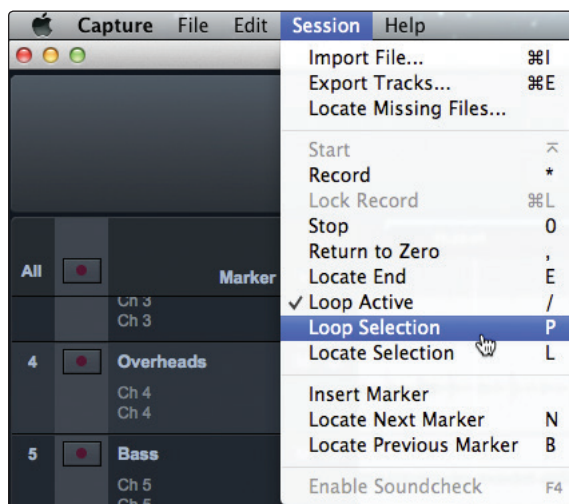 Capture File Edit Session Help
Import File... ⌘I
Export Tracks... ⌘E
Locate Missing Files...
Start ⌅
Record *
Lock Record ⌘L
Stop 0
Return to Zero ,
Locate End E
✓ Loop Active /
Loop Selection P
Locate Selection L
Insert Marker
Locate Next Marker N
Locate Previous Marker B
Enable Soundcheck F4
All Marker
Ch 3
Ch 3
4 Overheads
Ch 4
Ch 4
5 Bass
Ch 5
Ch 5